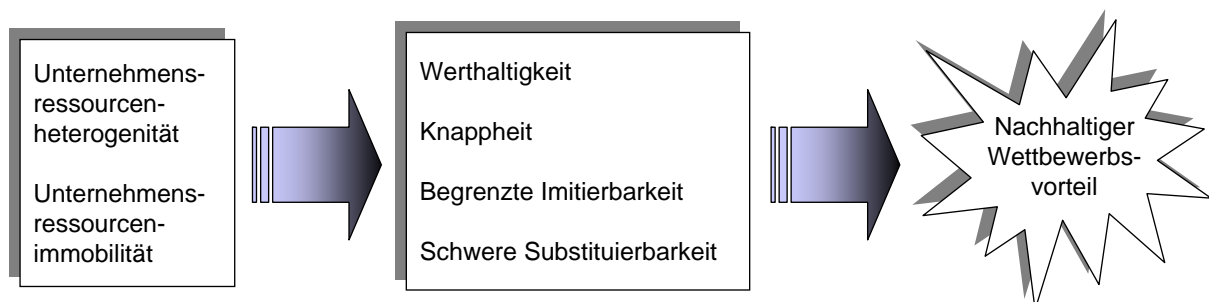 Unternehmens-
ressourcen-
heterogenität
Unternehmens-
ressourcen-
immobilität
Werthaltigkeit
Knappheit
Begrenzte Imitierbarkeit
Schwere Substituierbarkeit
Nachhaltiger
Wettbewerbs-
vorteil